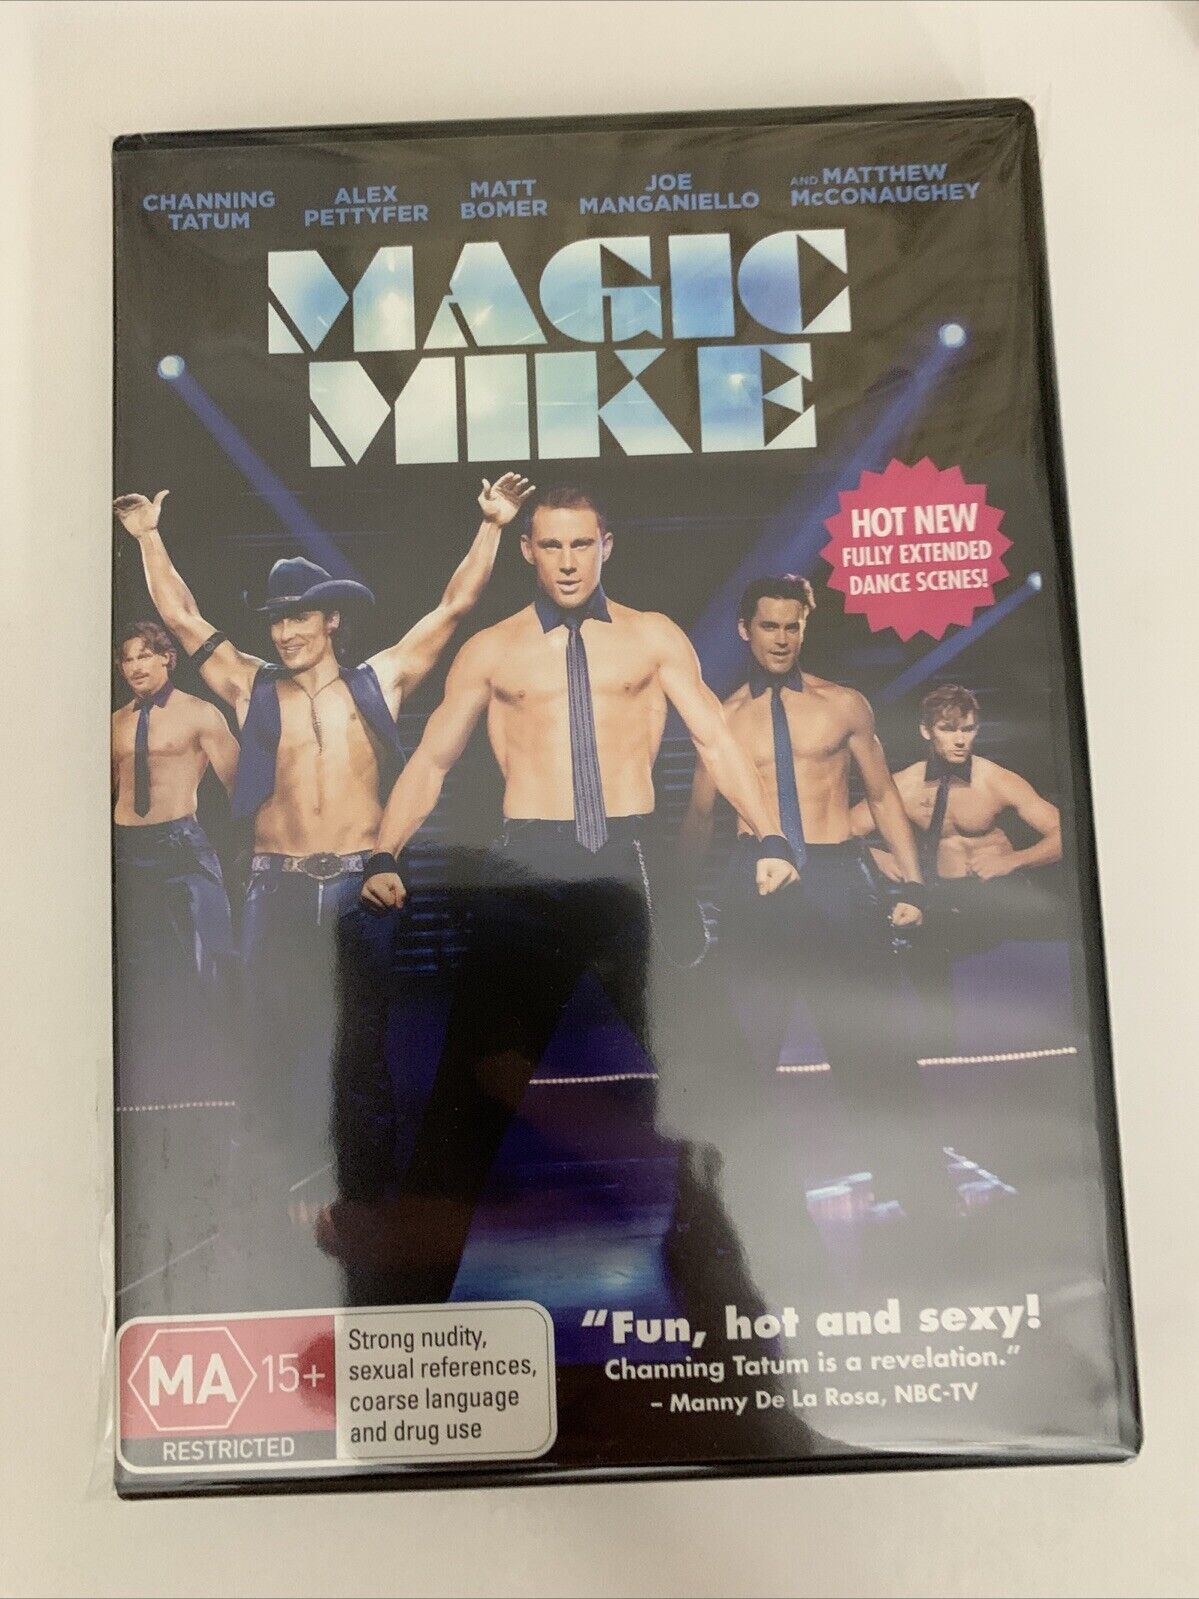 CHANNING
TATUM
ALEX
PETTYFER
MATT
BOMER
JOE
MANGANIELLO
AND MATTHEW
McCONAUGHEY
MAGIC
MIKE
HOT NEW
FULLY EXTENDED
DANCE SCENES!
MA 15+
RESTRICTED
Strong nudity,
sexual references,
coarse language
and drug use
"Fun, hot and sexy!
Channing Tatum is a revelation."
– Manny De La Rosa, NBC-TV